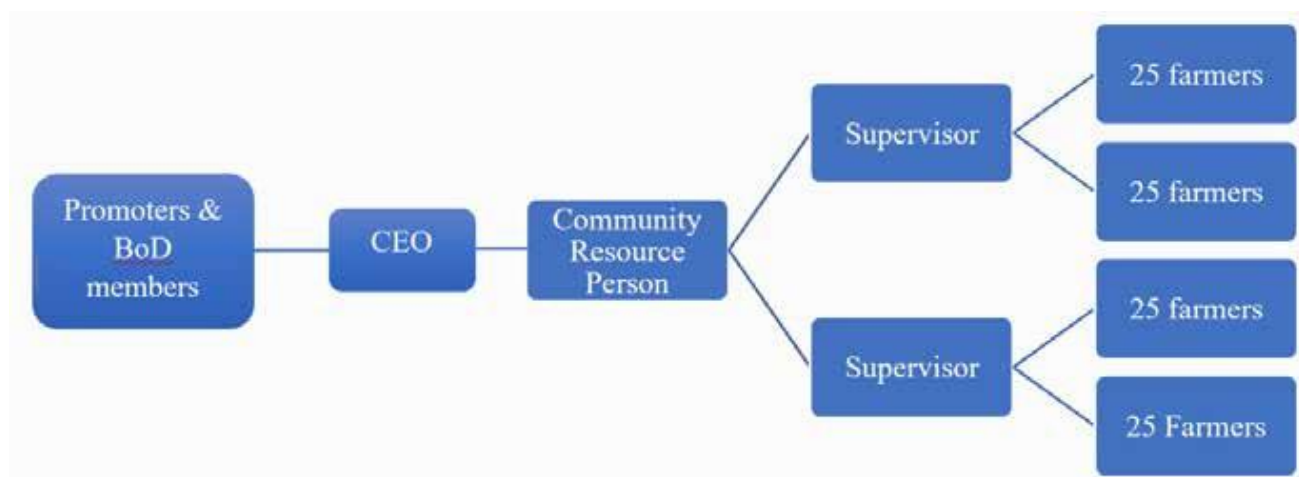 Promoters &
BoD
members
CEO
Community
Resource
Person
Supervisor
25 farmers
25 farmers
Supervisor
25 farmers
25 Farmers